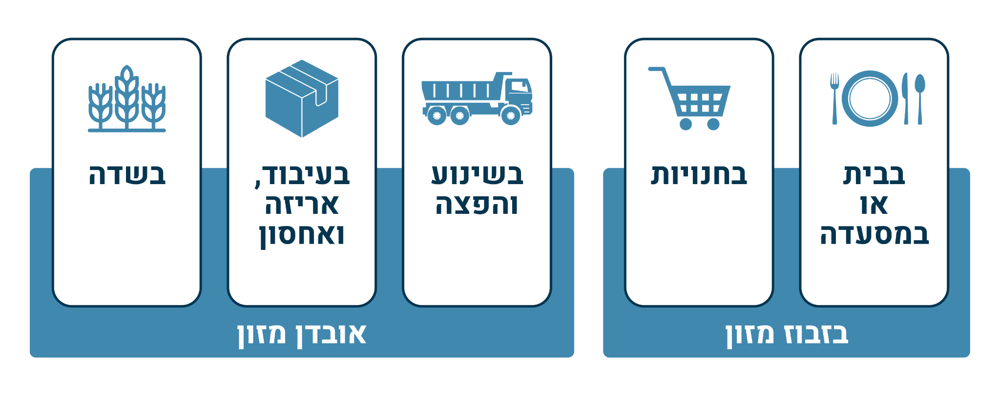 בשדה
בעיבוד,
אריזה
ואחסון
בשינוע
והפצה
אובדן מזון
בחנויות
בבית
או
במסעדה
בזבוז מזון